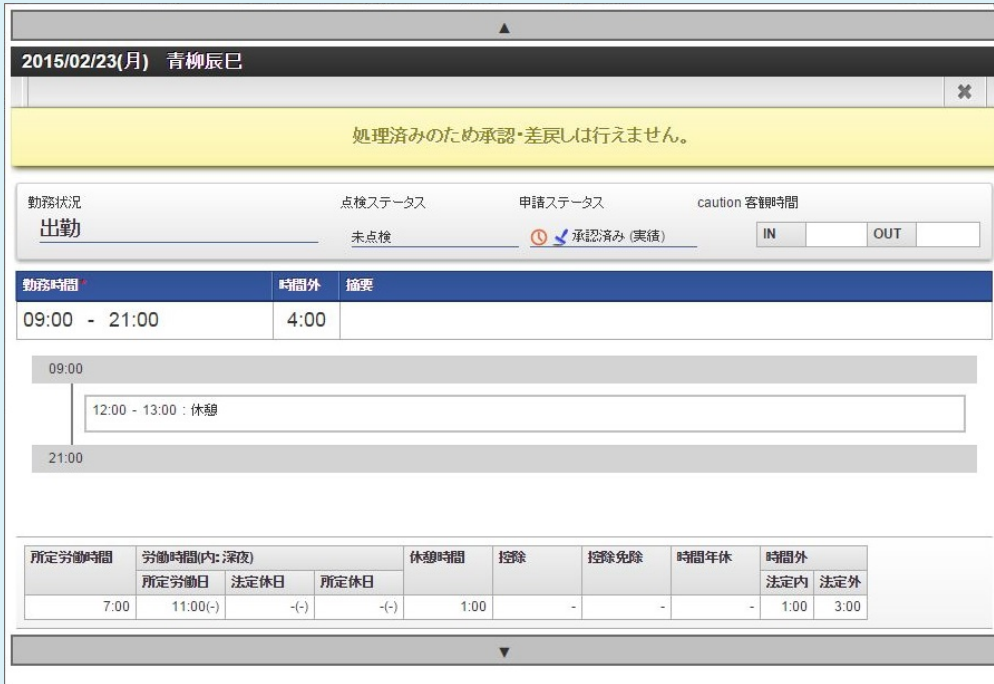 ▲
2015/02/23(月) 青柳辰巳
✖
処理済みのため承認・差戻しは行えません。
勤務状況 点検ステータス 申請ステータス caution 客観時間
出勤 未点検 承認済み (実績) IN OUT
勤務時間* 時間外 摘要
09:00 - 21:00 4:00
09:00
12:00 - 13:00 : 休憩
21:00
所定労働時間 労働時間(内:深夜) 休憩時間 控除 控除免除 時間年休 時間外
所定労働日 法定休日 所定休日 法定内 法定外
7:00 11:00(-) -(-) -(-) 1:00 - - - 1:00 3:00
▼